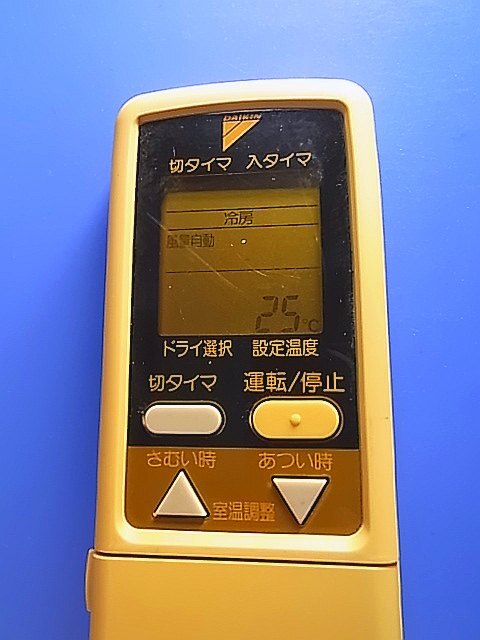 DAIKIN
切タイマ 入タイマ
冷房
風量自動
25℃
ドライ選択 設定温度
切タイマ 運転/停止
さむい時 あつい時
室温調整